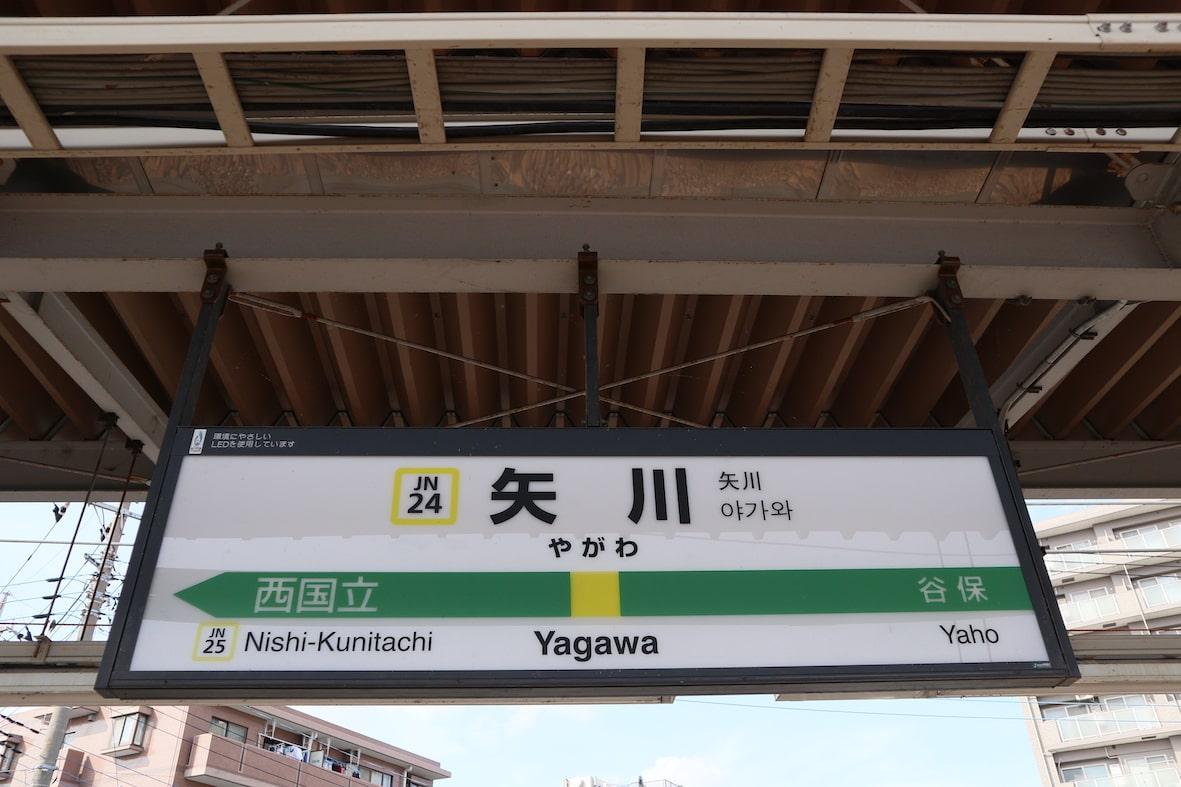 環境にやさしい
LEDを使用しています
JN
24
矢川
矢川
야가와
やがわ
西国立
谷保
JN
25
Nishi-Kunitachi
Yagawa
Yaho